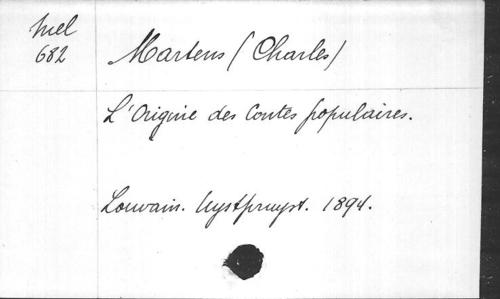 Mel
682
Martens (Charles)
L'Origine des Contes populaires.
Louvain. Uystpruyst. 1894.